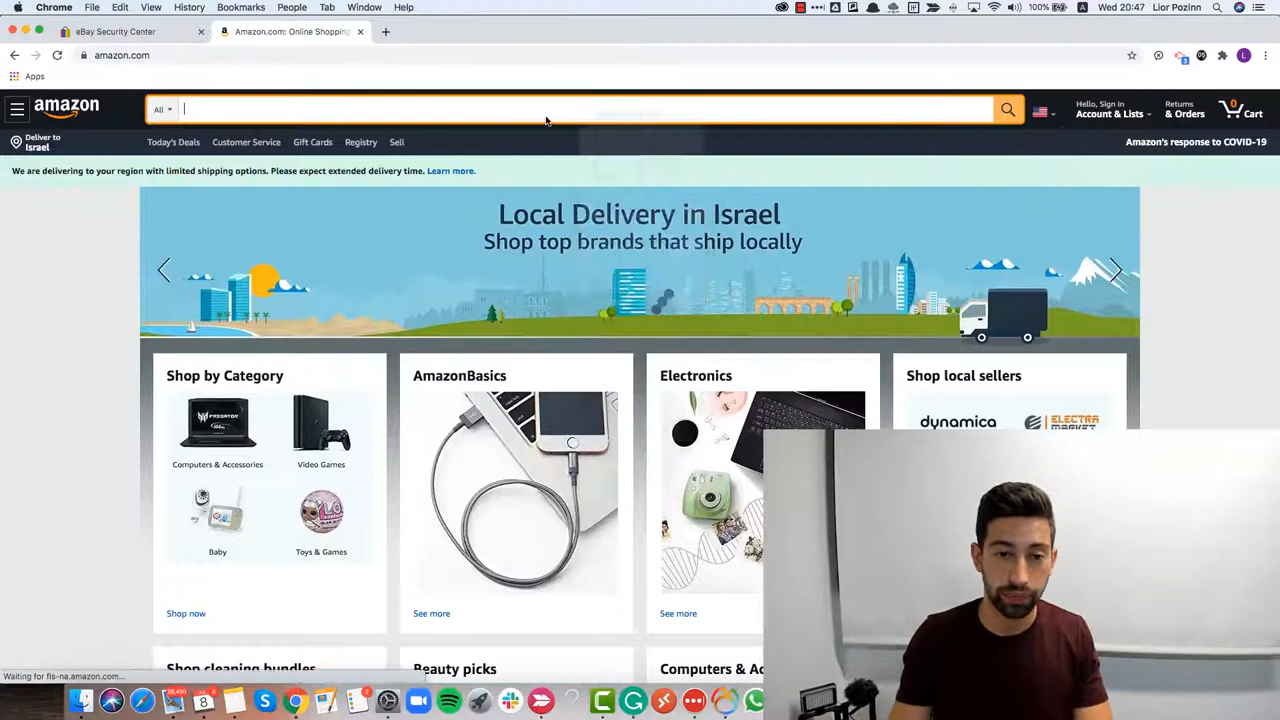 Chrome File Edit View History Bookmarks People Tab Window Help 100% Wed 20:47 Lior Pozinn
eBay Security Center Amazon.com: Online Shopping
amazon.com
Apps
amazon All Hello, Sign in Account & Lists Returns & Orders 0 Cart
Deliver to Israel Today's Deals Customer Service Gift Cards Registry Sell Amazon's response to COVID-19
We are delivering to your region with limited shipping options. Please expect extended delivery time. Learn more.
Local Delivery in Israel
Shop top brands that ship locally
Shop by Category
Computers & Accessories
Video Games
Baby
Toys & Games
Shop now
AmazonBasics
See more
Electronics
See more
Shop local sellers
dynamica
ELECTRA MARKET
Shop cleaning bundles
Beauty picks
Computers & Ac
Waiting for fls-na.amazon.com...